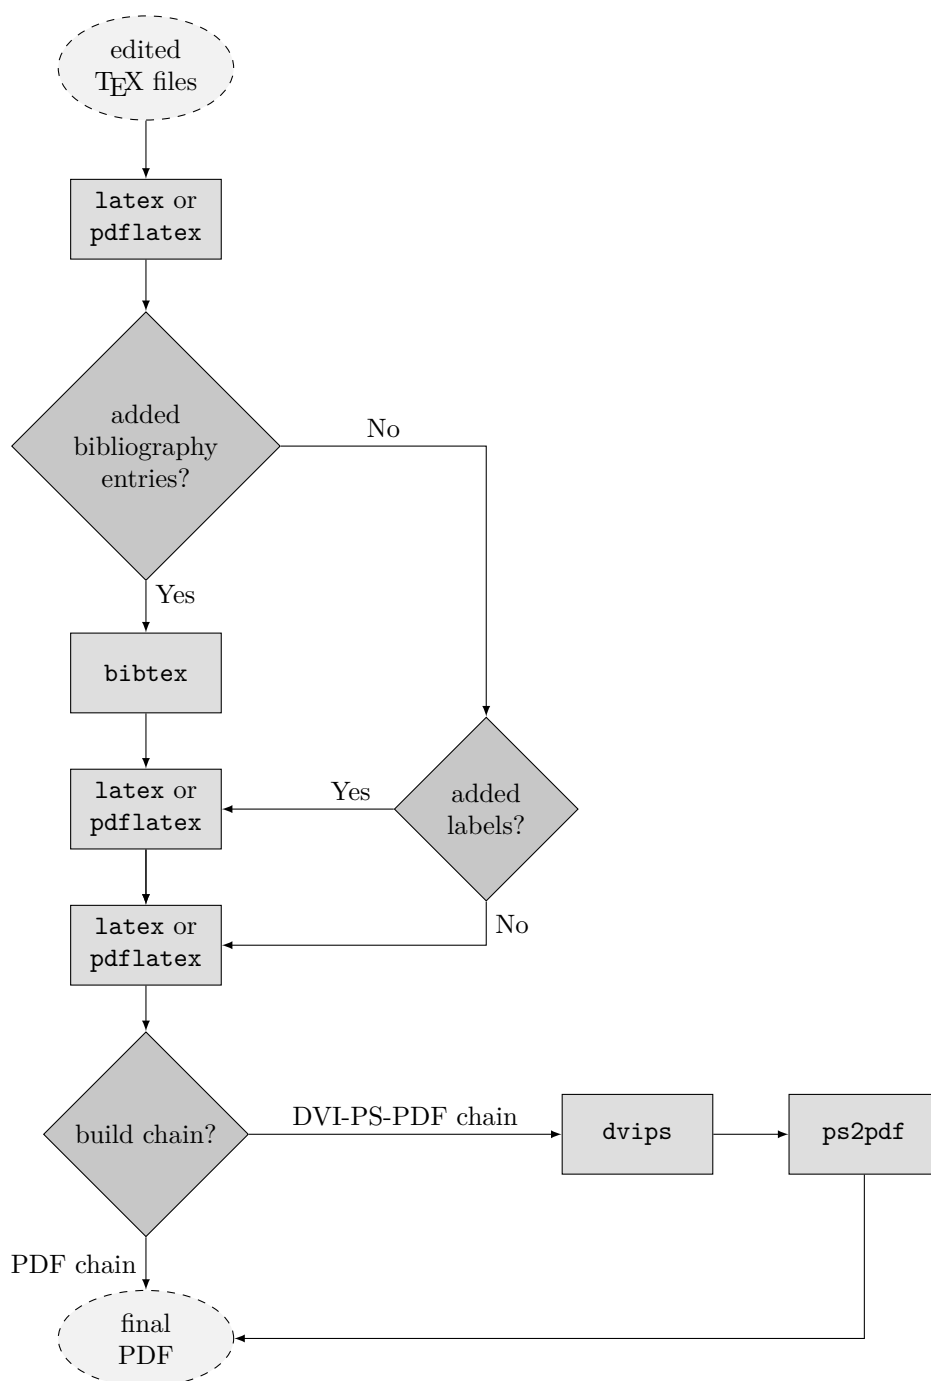 edited
TEX files
latex or
pdflatex
added
bibliography
entries?
No
Yes
bibtex
latex or
pdflatex
Yes
added
labels?
latex or
pdflatex
No
build chain?
DVI-PS-PDF chain
dvips
ps2pdf
PDF chain
final
PDF